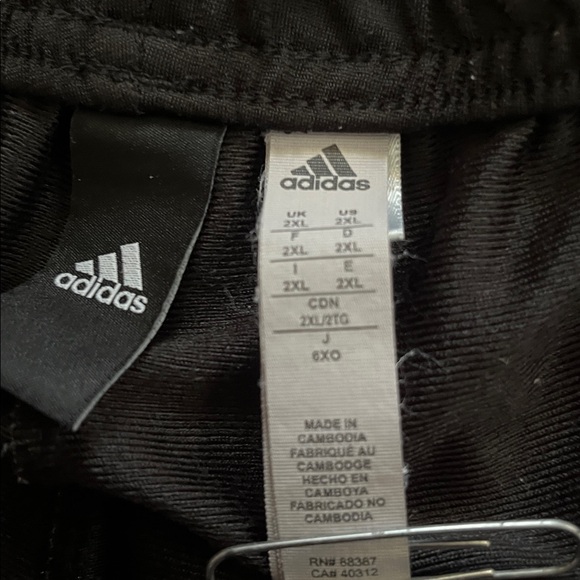 adidas
adidas
UK US
2XL 2XL
F D
2XL 2XL
I E
2XL 2XL
CDN
2XL/2TG
J
6XO
MADE IN
CAMBODIA
FABRIQUÉ AU
CAMBODGE
HECHO EN
CAMBOYA
FABRICADO NO
CAMBODIA
RN# 88387
CA# 40312